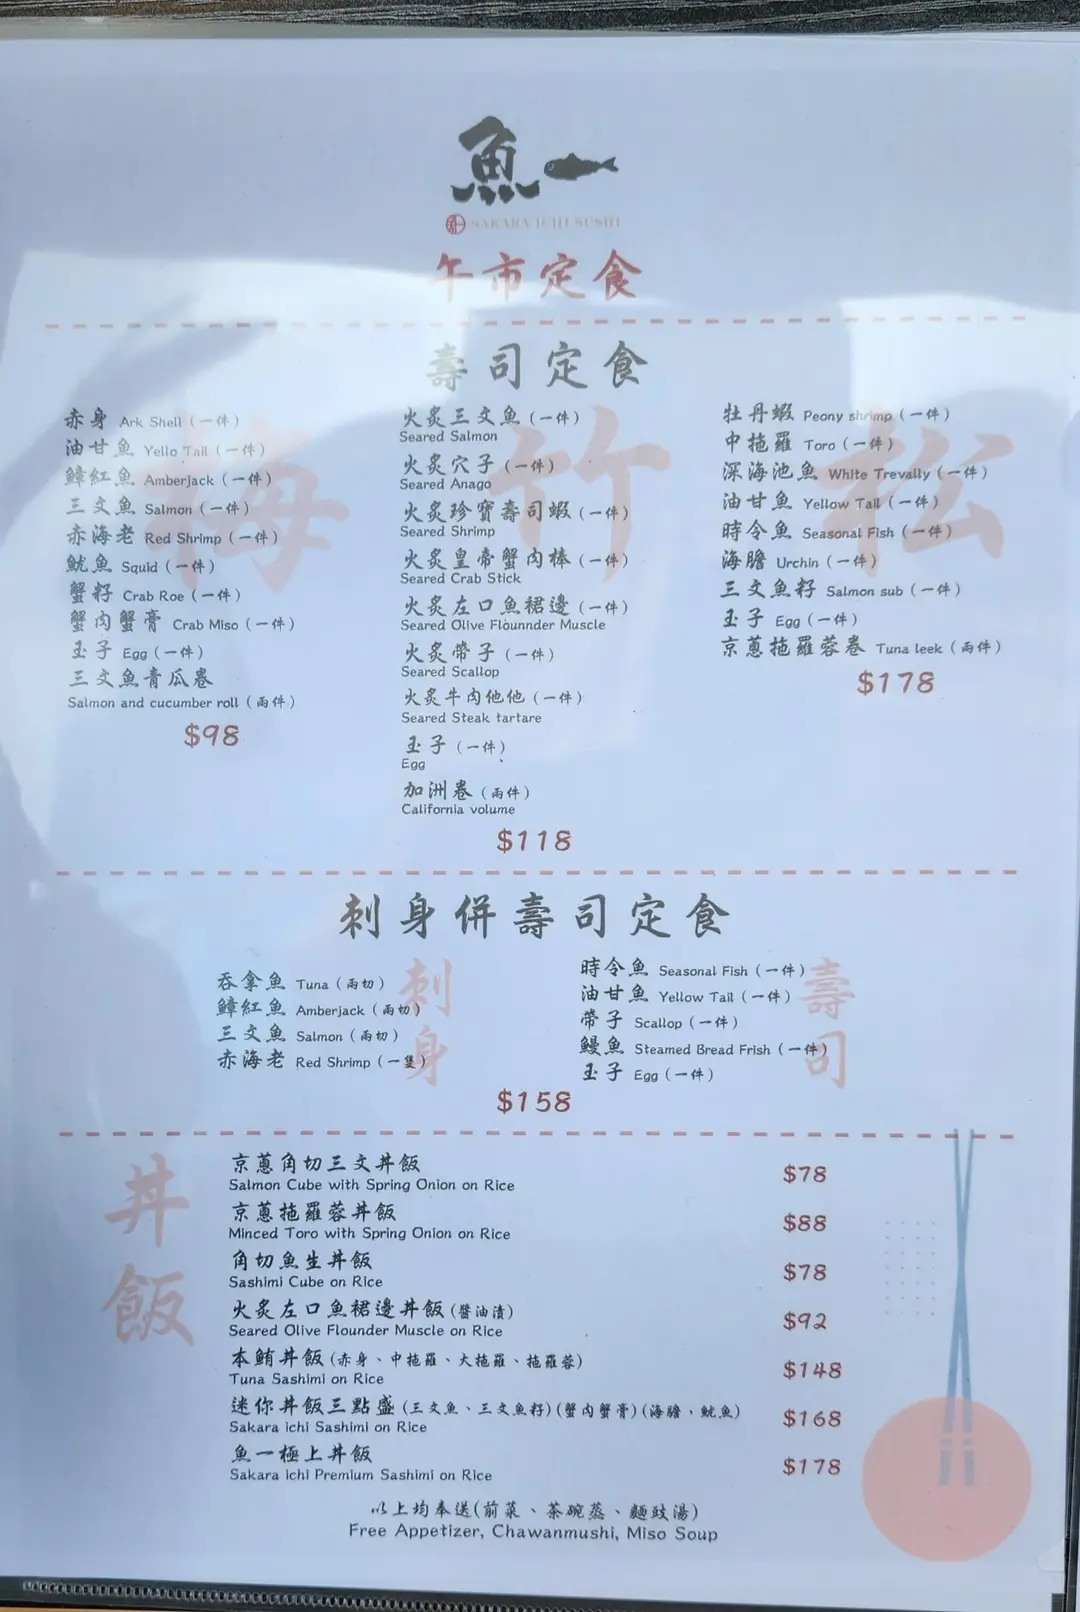 魚一
SAKARA ICHI SUSHI
午市定食
壽司定食
梅
赤身 Ark Shell (一件)
油甘魚 Yello Tail (一件)
鱆紅魚 Amberjack (一件)
三文魚 Salmon (一件)
赤海老 Red Shrimp (一件)
魷魚 Squid (一件)
蟹籽 Crab Roe (一件)
蟹肉蟹膏 Crab Miso (一件)
玉子 Egg (一件)
三文魚青瓜卷
Salmon and cucumber roll (兩件)
$98
竹
火炙三文魚 (一件)
Seared Salmon
火炙穴子 (一件)
Seared Anago
火炙珍寶壽司蝦 (一件)
Seared Shrimp
火炙皇帝蟹肉棒 (一件)
Seared Crab Stick
火炙左口魚裙邊 (一件)
Seared Olive Flounnder Muscle
火炙帶子 (一件)
Seared Scallop
火炙牛肉他他 (一件)
Seared Steak tartare
玉子 (一件)
Egg
加洲卷 (兩件)
California volume
$118
松
牡丹蝦 Peony shrimp (一件)
中拖羅 Toro (一件)
深海池魚 White Trevally (一件)
油甘魚 Yellow Tail (一件)
時令魚 Seasonal Fish (一件)
海膽 Urchin (一件)
三文魚籽 Salmon sub (一件)
玉子 Egg (一件)
京蔥拖羅蓉卷 Tuna leek (兩件)
$178
刺身併壽司定食
刺身
吞拿魚 Tuna (兩切)
鱆紅魚 Amberjack (兩切)
三文魚 Salmon (兩切)
赤海老 Red Shrimp (一隻)
壽司
時令魚 Seasonal Fish (一件)
油甘魚 Yellow Tail (一件)
帶子 Scallop (一件)
鰻魚 Steamed Bread Frish (一件)
玉子 Egg (一件)
$158
丼飯
京蔥角切三文丼飯 $78
Salmon Cube with Spring Onion on Rice
京蔥拖羅蓉丼飯 $88
Minced Toro with Spring Onion on Rice
角切魚生丼飯 $78
Sashimi Cube on Rice
火炙左口魚裙邊丼飯 (醬油漬) $92
Seared Olive Flounder Muscle on Rice
本鮪丼飯 (赤身、中拖羅、大拖羅、拖羅蓉) $148
Tuna Sashimi on Rice
迷你丼飯三點盛 (三文魚、三文魚籽) (蟹肉蟹膏) (海膽、魷魚) $168
Sakara ichi Sashimi on Rice
魚一極上丼飯 $178
Sakara ichi Premium Sashimi on Rice
以上均奉送 (前菜、茶碗蒸、麵豉湯)
Free Appetizer, Chawanmushi, Miso Soup